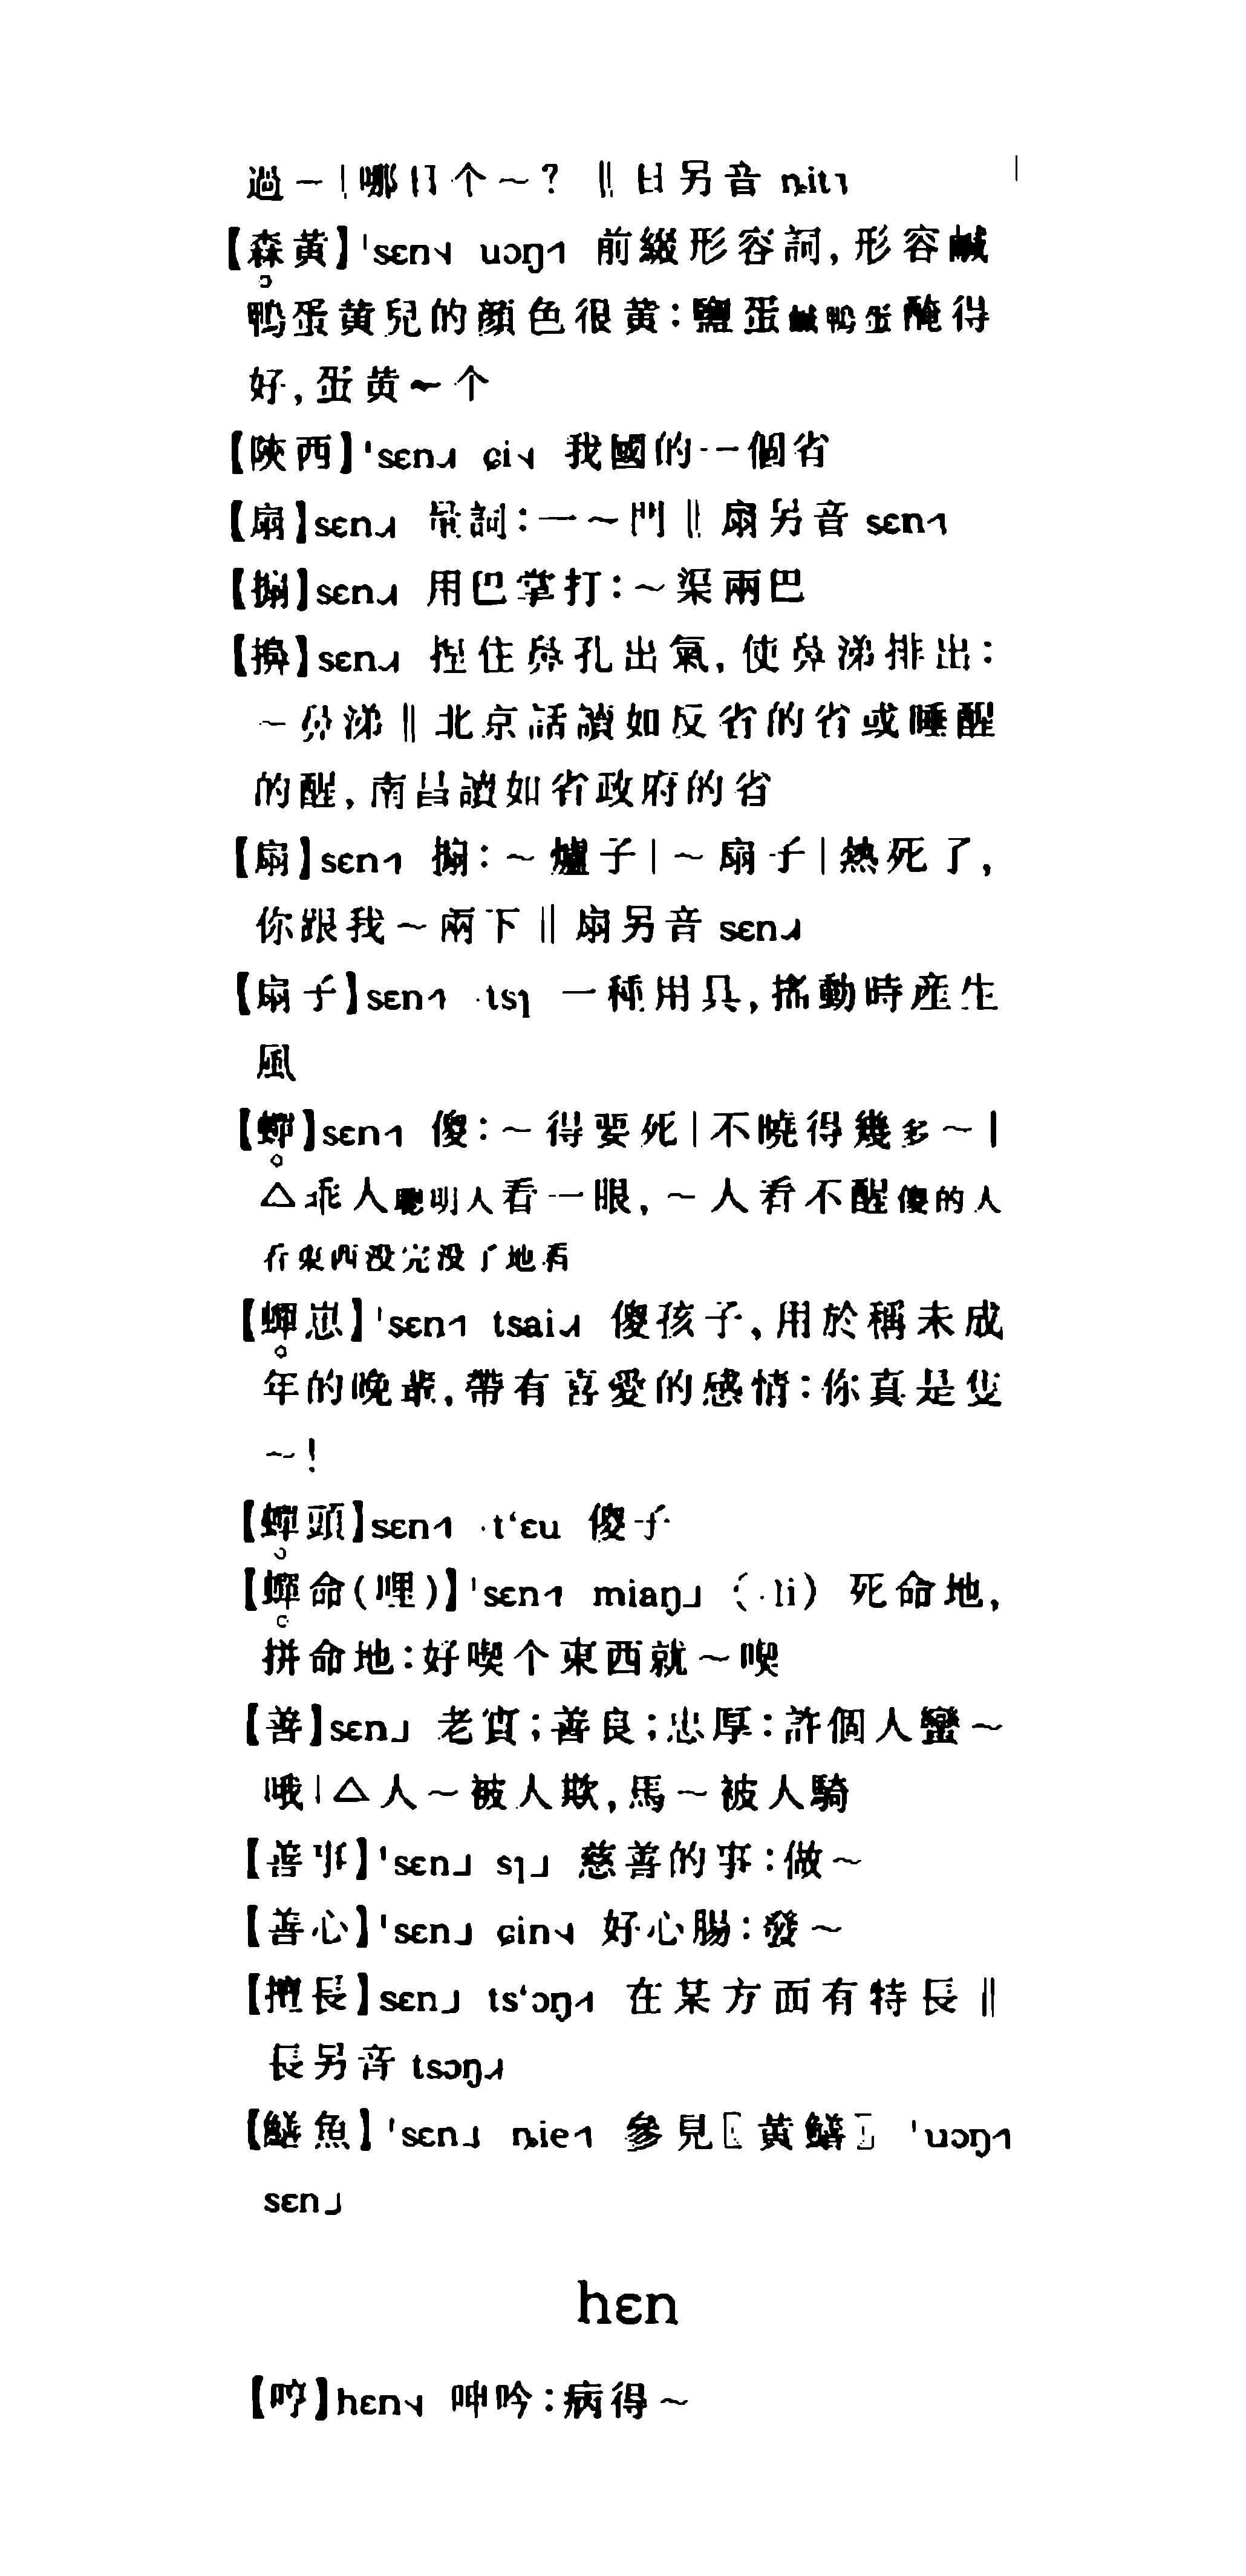 過～|哪日个～？ ‖日另音 ȵit˥
【森黄】ˈsɛn˨ uɔŋ˦ 前綴形容詞，形容鹹
鸭蛋黄兒的顔色很黄：鹽蛋鹹鸭蛋醃得
好，蛋黄～个
【陝西】ˈsɛn˩˧ ɕi˨ 我國的一個省
【扇】sɛn˩˧ 量詞：一～門‖扇另音 sɛn˦
【搧】sɛn˩˧ 用巴掌打：～渠兩巴
【擤】sɛn˩˧ 捏住鼻孔出氣，使鼻涕排出：
～鼻涕‖北京話讀如反省的省或睡醒
的醒，南昌讀如省政府的省
【扇】sɛn˦ 搧：～爐子|～扇子|熱死了，
你跟我～兩下‖扇另音 sɛn˩˧
【扇子】sɛn˦ ·tsɿ 一種用具，摇動時産生
風
【蟬】sɛn˦ 傻：～得要死|不曉得幾多～|
△乖人聰明人看一眼，～人看不醒傻的人
看東西没完没了地看
【蟬崽】ˈsɛn˦ tsai˩˧ 傻孩子，用於稱未成
年的晚輩，帶有喜愛的感情：你真是隻
～！
【蟬頭】sɛn˦ ·t‘ɛu 傻子
【蟬命(哩)】ˈsɛn˦ miaŋ˩ (·li) 死命地，
拼命地：好喫个東西就～喫
【善】sɛn˩ 老實；善良；忠厚：許個人蠻～
哦|△人～被人欺，馬～被人騎
【善事】ˈsɛn˩ sɿ˩ 慈善的事：做～
【善心】ˈsɛn˩ ɕin˨ 好心腸：發～
【擅長】sɛn˩ ts‘ɔŋ˦ 在某方面有特長‖
長另音 tsɔŋ˩˧
【鱔魚】ˈsɛn˩ ȵie˦ 參見〖黄鱔〗 ˈuɔŋ˦
sɛn˩
hɛn
【哼】hɛn˨ 呻吟：病得～